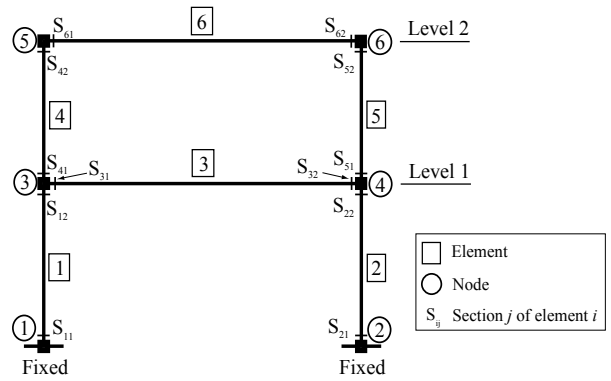 S₆₁
6
S₆₂
5
6
Level 2
S₄₂
S₅₂
4
5
S₄₁
S₃₁
3
S₃₂
S₅₁
3
4
Level 1
S₁₂
S₂₂
1
2
Element
Node
Sᵢⱼ Section j of element i
1
S₁₁
S₂₁
2
Fixed
Fixed